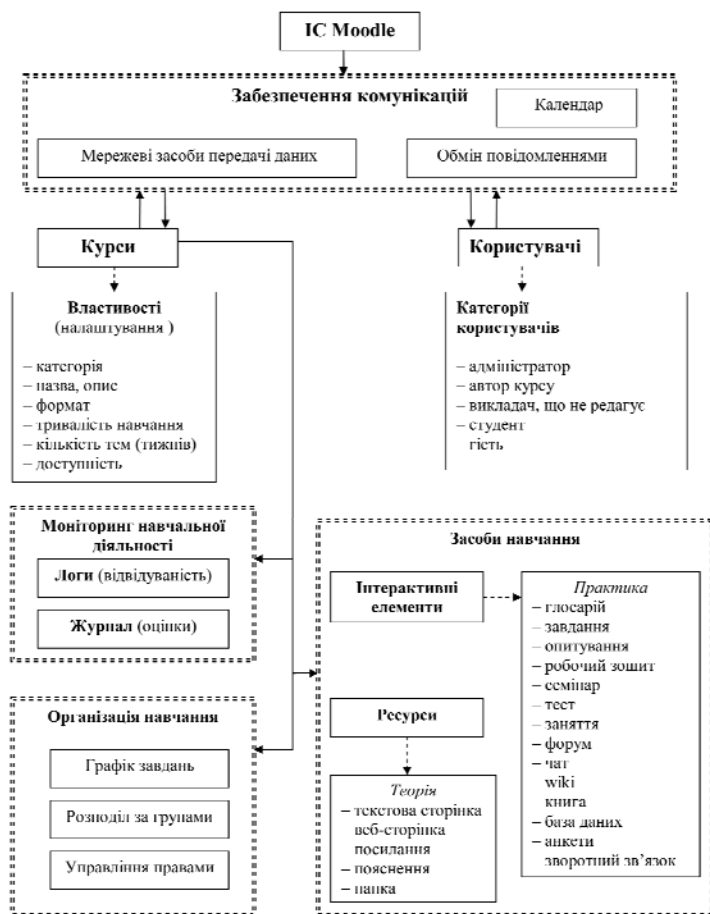 ІС Moodle
Забезпечення комунікацій
Календар
Мережеві засоби передачі даних
Обмін повідомленнями
Курси
Користувачі
Властивості
(налаштування )
– категорія
– назва, опис
– формат
– тривалість навчання
– кількість тем (тижнів)
– доступність
Категорії
користувачів
– адміністратор
– автор курсу
– викладач, що не редагує
– студент
гість
Моніторинг навчальної
діяльності
Логи (відвідуваність)
Журнал (оцінки)
Організація навчання
Графік завдань
Розподіл за групами
Управління правами
Засоби навчання
Інтерактивні
елементи
Практика
– глосарій
– завдання
– опитування
– робочий зошит
– семінар
– тест
– заняття
– форум
– чат
wiki
книга
– база даних
– анкети
зворотний зв’язок
Ресурси
Теорія
– текстова сторінка
веб-сторінка
посилання
– пояснення
– папка